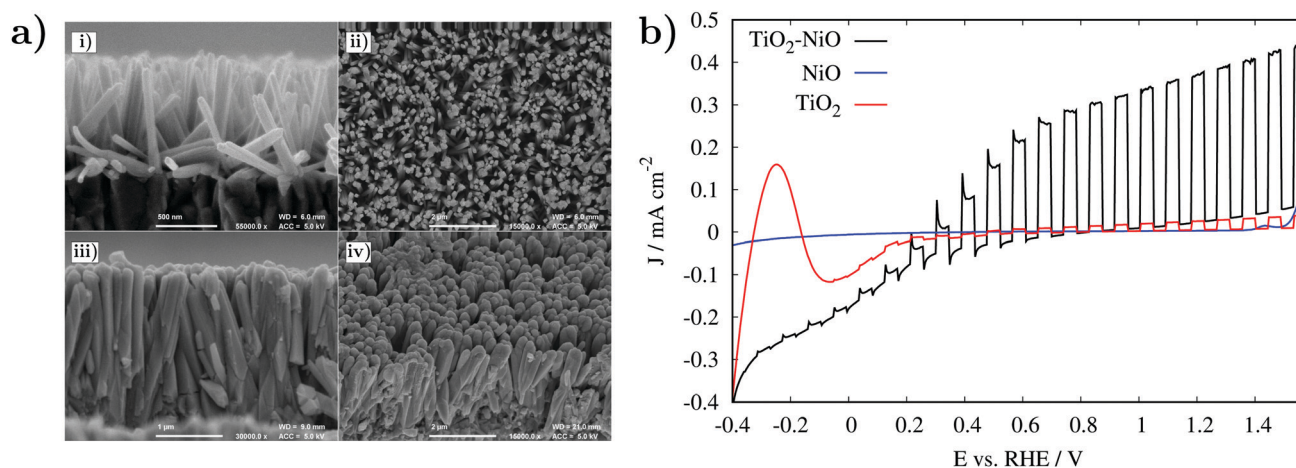 a)
i)
500 nm
WD = 6.0 mm
55000.0 x ACC = 5.0 kV
ii)
2 µm
WD = 6.0 mm
15000.0 x ACC = 5.0 kV
iii)
1 µm
WD = 9.0 mm
30000.0 x ACC = 5.0 kV
iv)
2 µm
WD = 21.0 mm
15000.0 x ACC = 5.0 kV
b)
TiO₂-NiO
NiO
TiO₂
J / mA cm⁻²
0.5
0.4
0.3
0.2
0.1
0
-0.1
-0.2
-0.3
-0.4
-0.4 -0.2 0 0.2 0.4 0.6 0.8 1 1.2 1.4
E vs. RHE / V